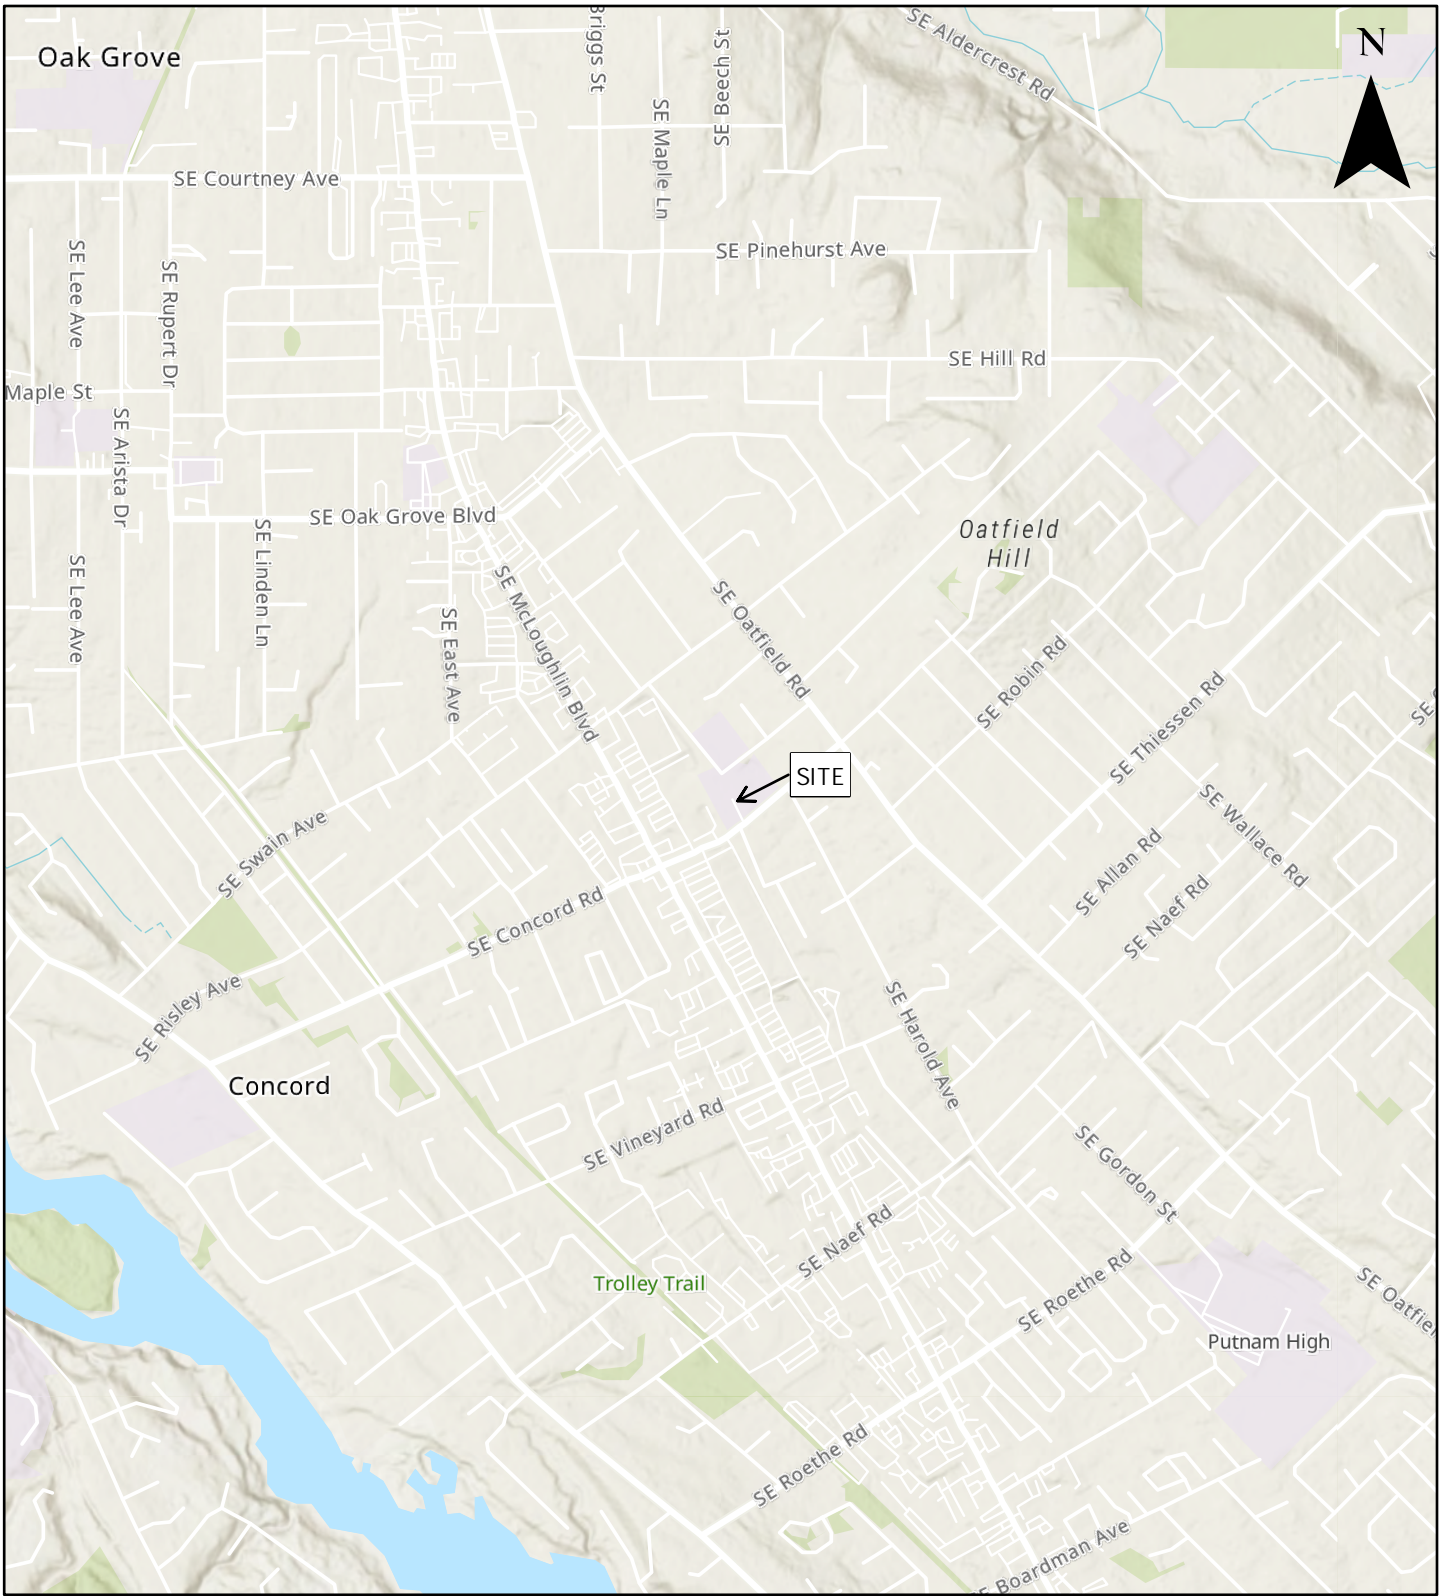 Oak Grove
Briggs St
SE Beech St
SE Maple Ln
SE Aldercrest Rd
N
SE Courtney Ave
SE Lee Ave
SE Rupert Dr
SE Pinehurst Ave
SE Hill Rd
Maple St
SE Arista Dr
SE Oak Grove Blvd
SE Linden Ln
SE Lee Ave
SE East Ave
SE McLoughlin Blvd
SE Oatfield Rd
Oatfield
Hill
SE Robin Rd
SE Thiessen Rd
SITE
SE Wallace Rd
SE Allan Rd
SE Naef Rd
SE Swain Ave
SE Concord Rd
SE Risley Ave
SE Harold Ave
Concord
SE Vineyard Rd
SE Gordon St
SE Naef Rd
Trolley Trail
SE Roethe Rd
SE Oatfie
Putnam High
SE Roethe Rd
SE Boardman Ave